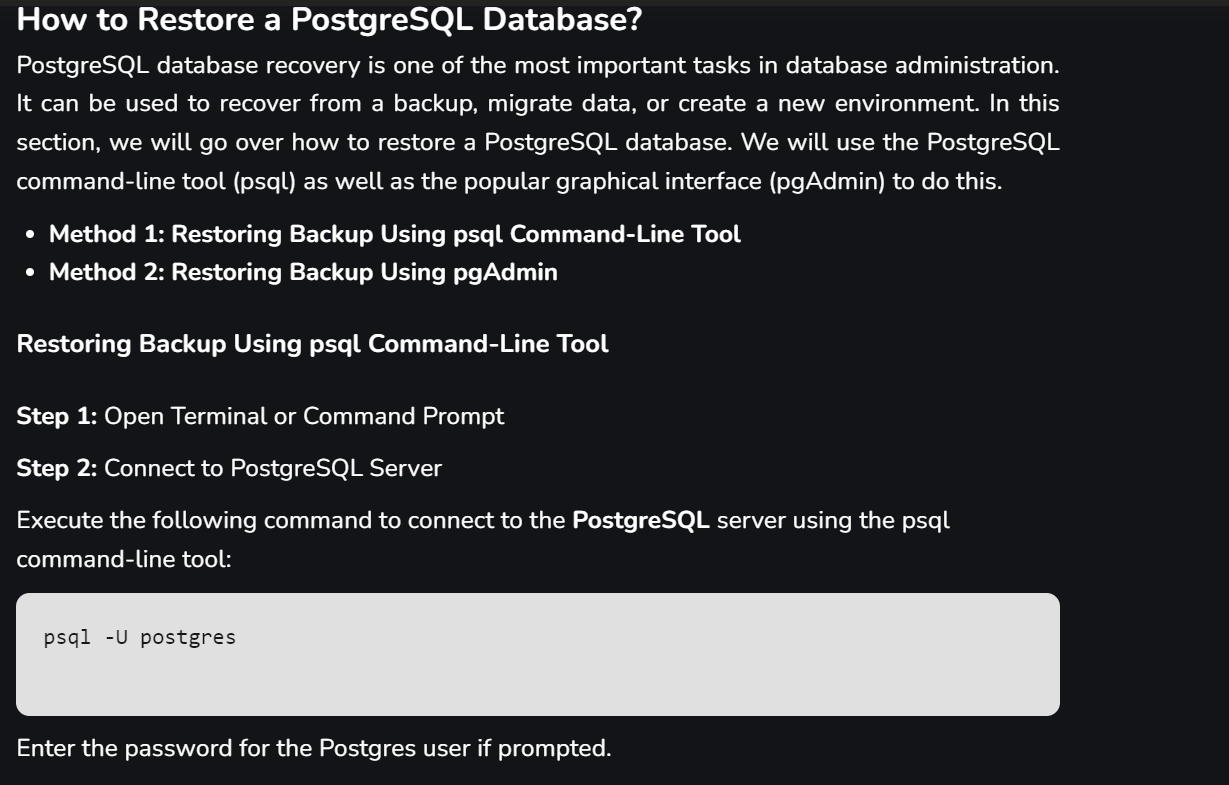 How to Restore a PostgreSQL Database?
PostgreSQL database recovery is one of the most important tasks in database administration.
It can be used to recover from a backup, migrate data, or create a new environment. In this
section, we will go over how to restore a PostgreSQL database. We will use the PostgreSQL
command-line tool (psql) as well as the popular graphical interface (pgAdmin) to do this.
• Method 1: Restoring Backup Using psql Command-Line Tool
• Method 2: Restoring Backup Using pgAdmin
Restoring Backup Using psql Command-Line Tool
Step 1: Open Terminal or Command Prompt
Step 2: Connect to PostgreSQL Server
Execute the following command to connect to the PostgreSQL server using the psql
command-line tool:
psql -U postgres
Enter the password for the Postgres user if prompted.